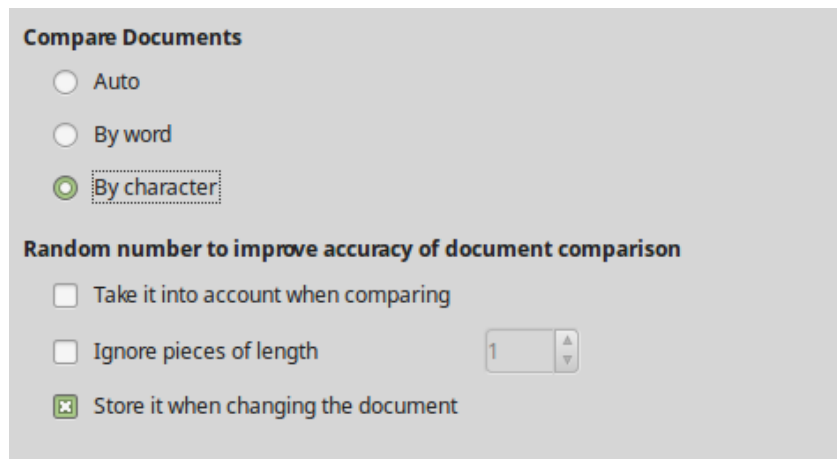 Compare Documents
Auto
By word
By character
Random number to improve accuracy of document comparison
Take it into account when comparing
Ignore pieces of length 1
Store it when changing the document